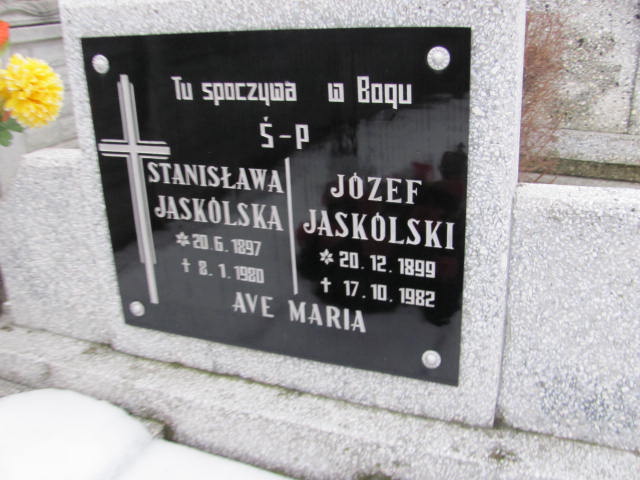 Tu spoczywa w Bogu
Ś-P
STANISŁAWA
JASKÓLSKA
* 20.6.1897
† 8.1.1980
JÓZEF
JASKÓLSKI
* 20.12.1899
† 17.10.1982
AVE MARIA